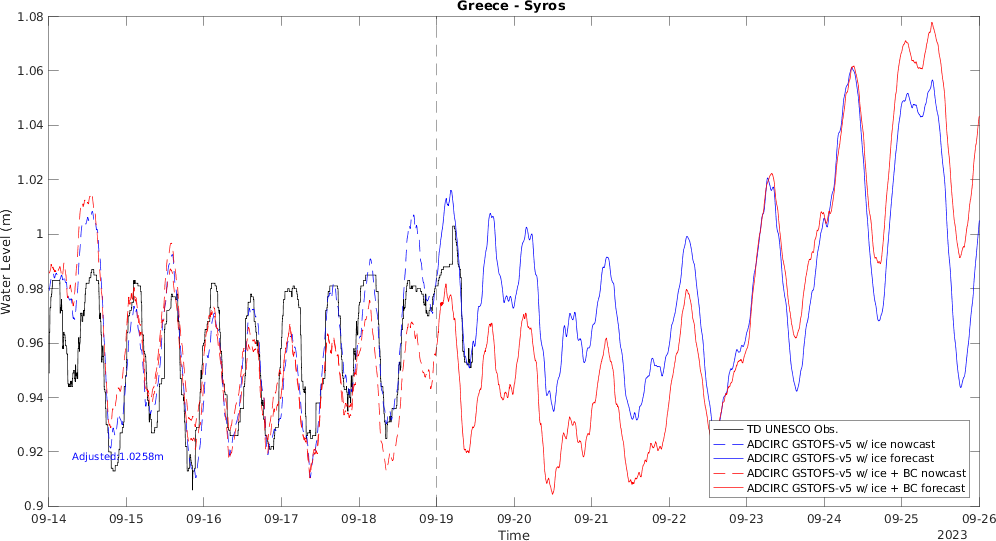 Greece - Syros
Water Level (m)
1.08
1.06
1.04
1.02
1
0.98
0.96
0.94
0.92
0.9
Adjusted:1.0258m
TD UNESCO Obs.
ADCIRC GSTOFS-v5 w/ ice nowcast
ADCIRC GSTOFS-v5 w/ ice forecast
ADCIRC GSTOFS-v5 w/ ice + BC nowcast
ADCIRC GSTOFS-v5 w/ ice + BC forecast
09-14 09-15 09-16 09-17 09-18 09-19 09-20 09-21 09-22 09-23 09-24 09-25 09-26
Time
2023